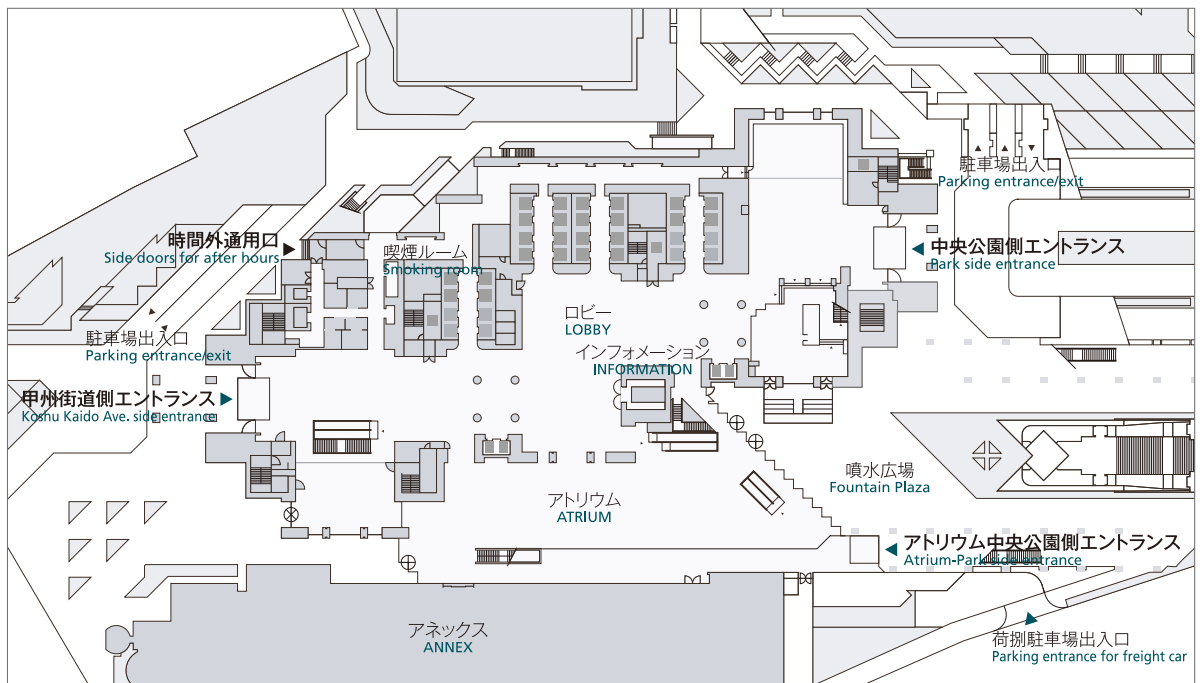 駐車場出入口
Parking entrance/exit
時間外通用口
Side doors for after hours
喫煙ルーム
Smoking room
中央公園側エントランス
Park side entrance
ロビー
LOBBY
駐車場出入口
Parking entrance/exit
インフォメーション
INFORMATION
甲州街道側エントランス
Koshu Kaido Ave. side entrance
噴水広場
Fountain Plaza
アトリウム
ATRIUM
アトリウム中央公園側エントランス
Atrium-Park side entrance
アネックス
ANNEX
荷捌駐車場出入口
Parking entrance for freight car